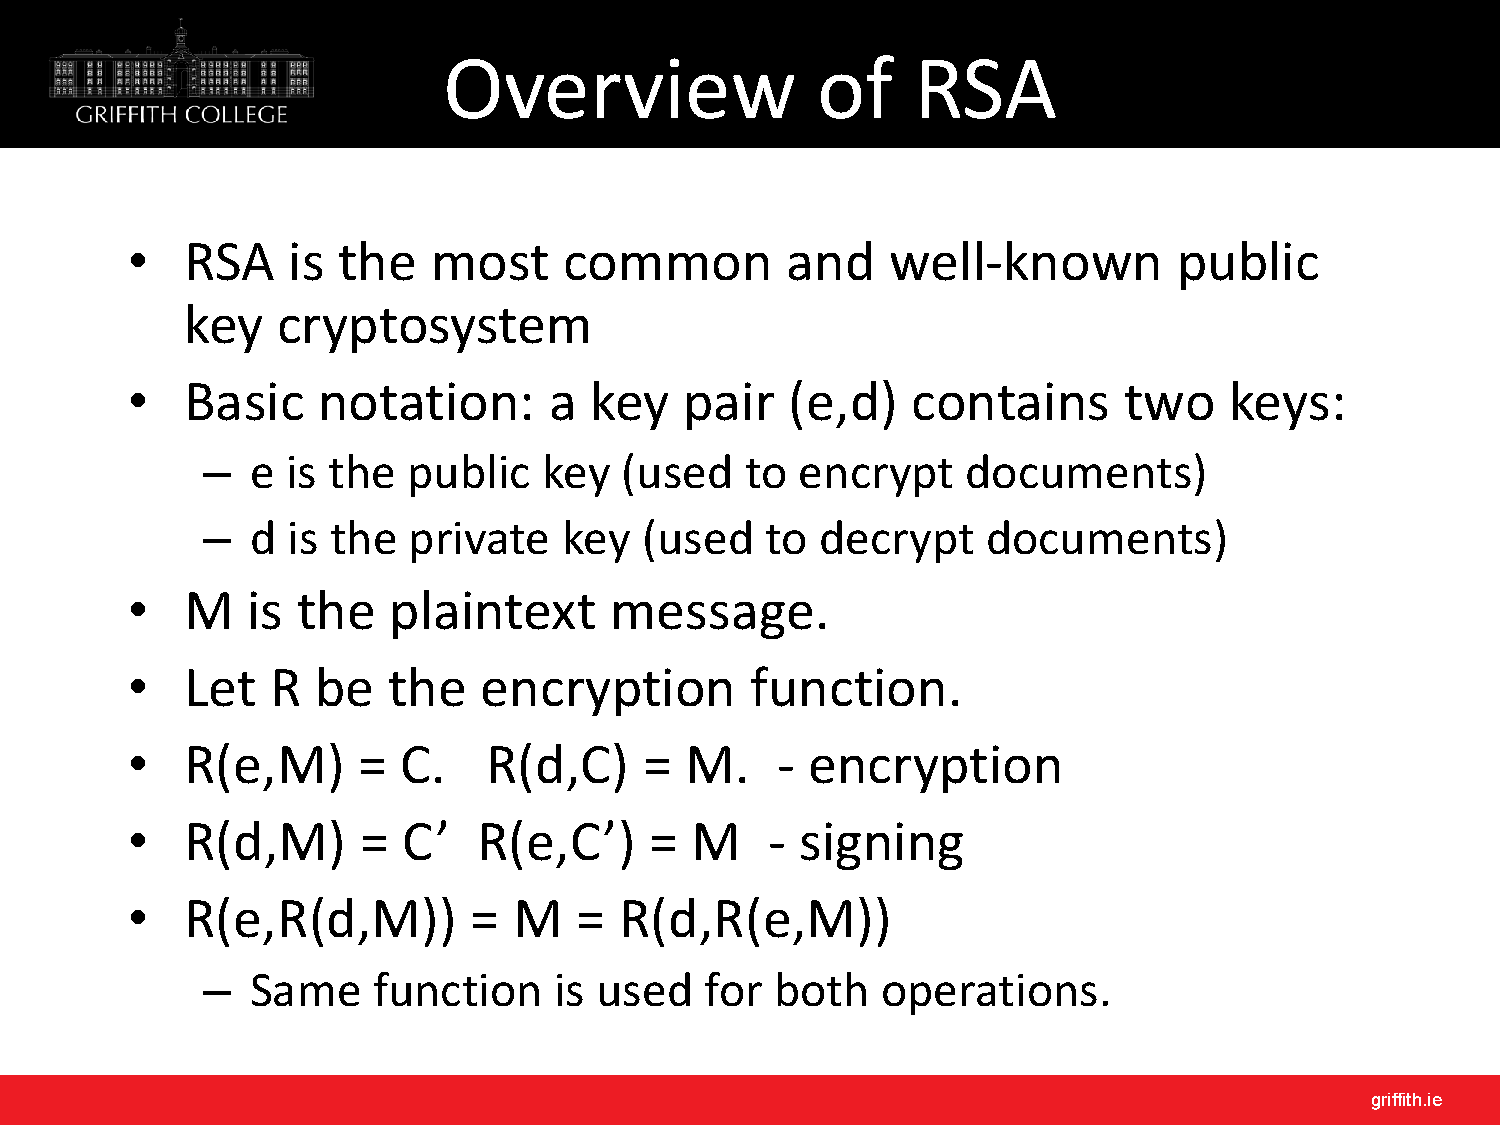 GRIFFITH COLLEGE
Overview of RSA
• RSA is the most common and well-known public
key cryptosystem
• Basic notation: a key pair (e,d) contains two keys:
– e is the public key (used to encrypt documents)
– d is the private key (used to decrypt documents)
• M is the plaintext message.
• Let R be the encryption function.
• R(e,M) = C. R(d,C) = M. - encryption
• R(d,M) = C’ R(e,C’) = M - signing
• R(e,R(d,M)) = M = R(d,R(e,M))
– Same function is used for both operations.
griffith.ie